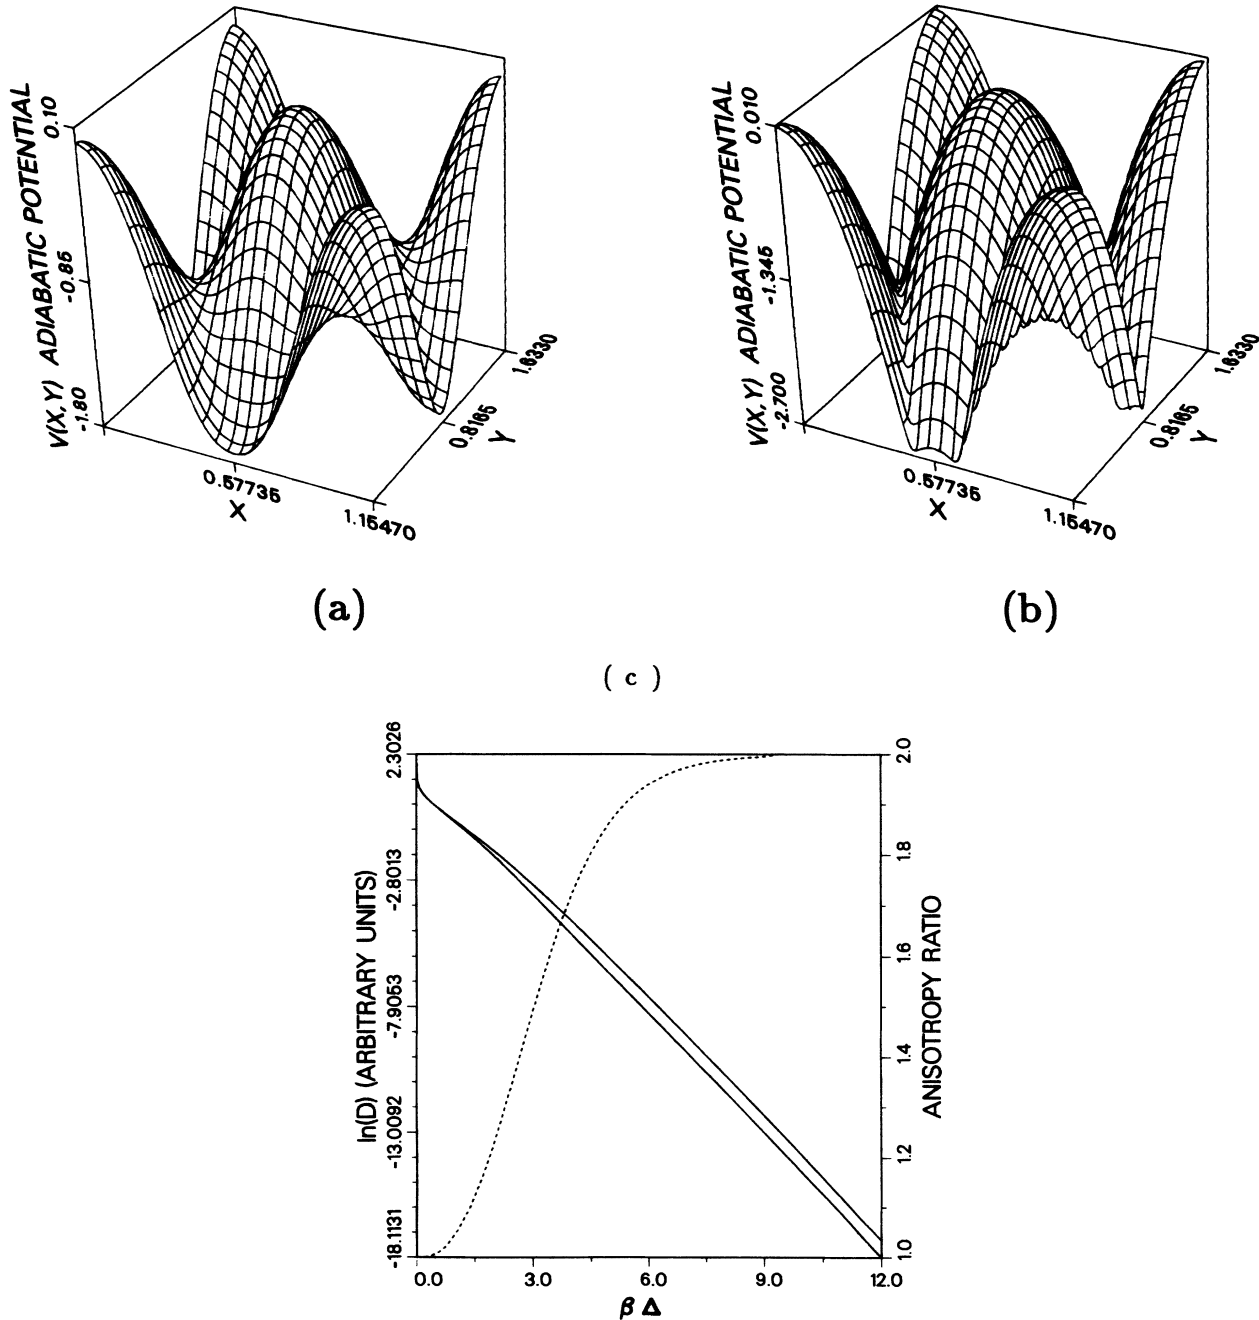 V(X,Y) ADIABATIC POTENTIAL
0.10
-0.85
-1.80
0.57735
1.15470
X
0.8165
1.6330
Y
(a)
V(X,Y) ADIABATIC POTENTIAL
0.010
-1.345
-2.700
0.57735
1.15470
X
0.8165
1.6330
Y
(b)
( c )
ln(D) (ARBITRARY UNITS)
2.3026
-2.8013
-7.9053
-13.0092
-18.1131
ANISOTROPY RATIO
2.0
1.8
1.6
1.4
1.2
1.0
0.0 3.0 6.0 9.0 12.0
β Δ